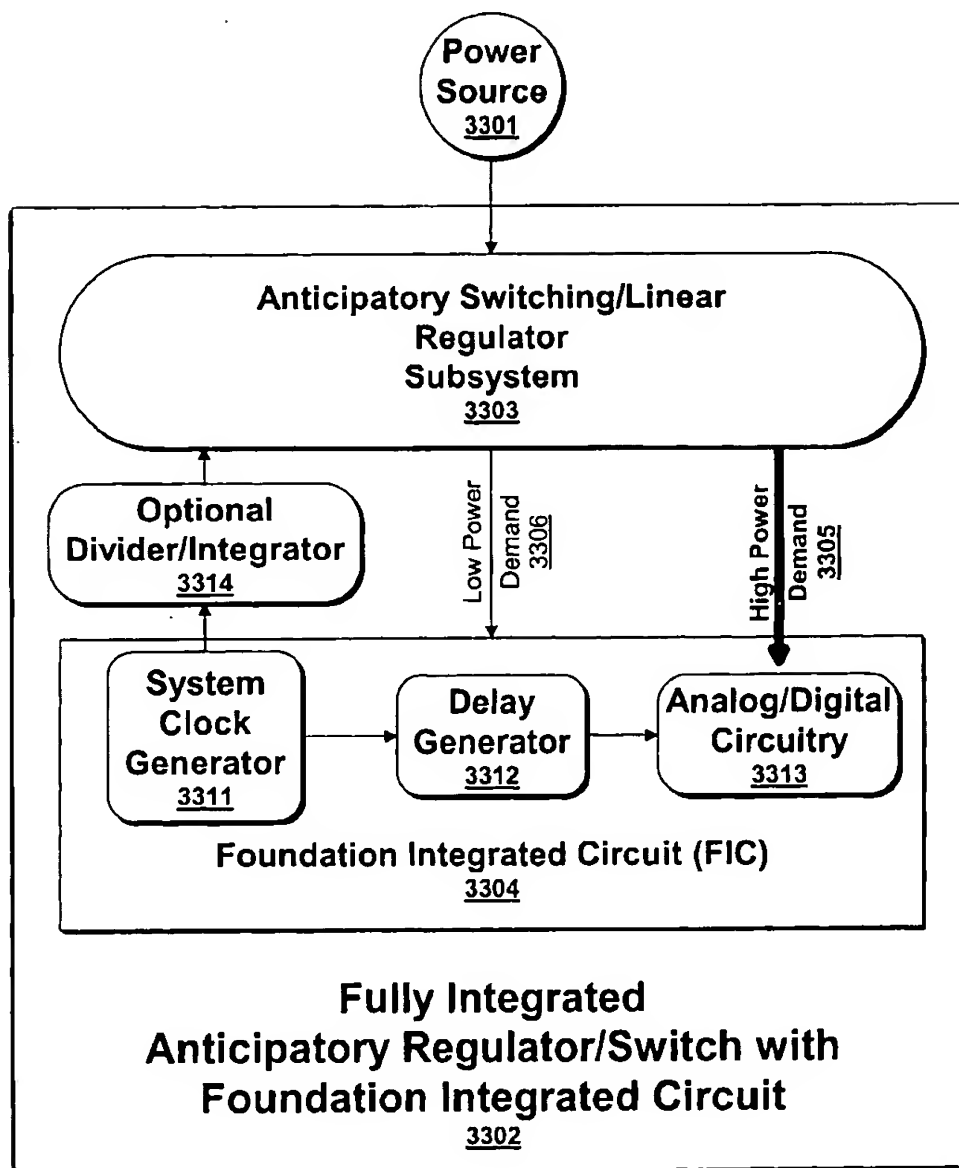 Power
Source
3301
Anticipatory Switching/Linear
Regulator
Subsystem
3303
Optional
Divider/Integrator
3314
Low Power
Demand
3306
High Power
Demand
3305
System
Clock
Generator
3311
Delay
Generator
3312
Analog/Digital
Circuitry
3313
Foundation Integrated Circuit (FIC)
3304
Fully Integrated
Anticipatory Regulator/Switch with
Foundation Integrated Circuit
3302